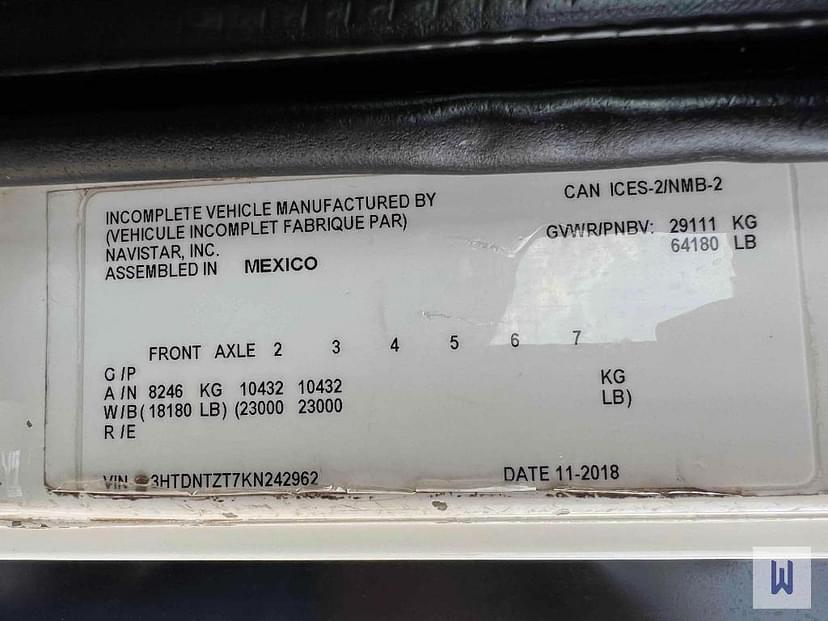 CAN ICES-2/NMB-2
INCOMPLETE VEHICLE MANUFACTURED BY
(VEHICULE INCOMPLET FABRIQUE PAR)
NAVISTAR, INC.
ASSEMBLED IN MEXICO
GVWR/PNBV: 29111 KG
64180 LB
FRONT AXLE 2 3 4 5 6 7
G/P
A/N 8246 KG 10432 10432 KG
W/B (18180 LB) (23000 23000 LB)
R/E
VIN 3HTDNTZT7KN242962 DATE 11-2018
W